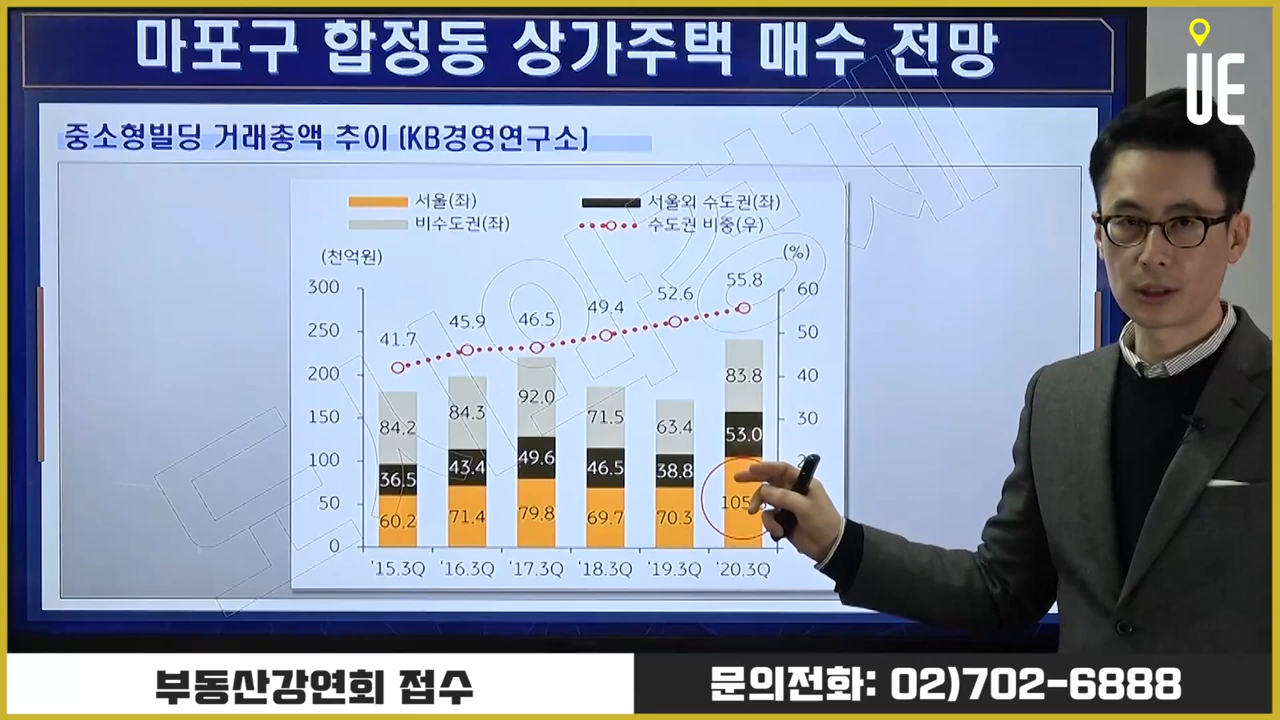 마포구 합정동 상가주택 매수 전망
UE
중소형빌딩 거래총액 추이 (KB경영연구소)
서울(좌) 서울외 수도권(좌)
비수도권(좌) 수도권 비중(우)
(천억원) (%)
300 60
250 50
200 40
150 30
100
50
0
41.7 45.9 46.5 49.4 52.6 55.8
84.2 84.3 92.0 71.5 63.4 83.8
36.5 43.4 49.6 46.5 38.8 53.0
60.2 71.4 79.8 69.7 70.3
'15.3Q '16.3Q '17.3Q '18.3Q '19.3Q '20.3Q
부동산강연회 접수
문의전화: 02)702-6888